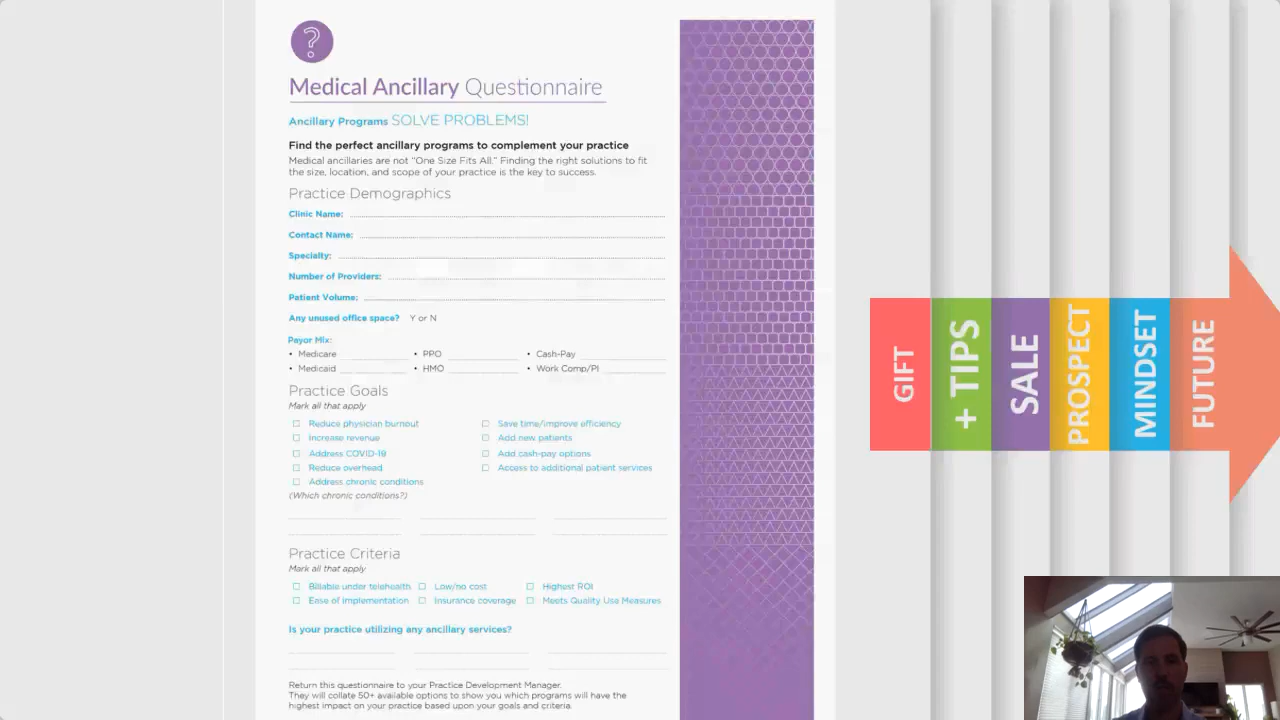 ?
Medical Ancillary Questionnaire
Ancillary Programs SOLVE PROBLEMS!
Find the perfect ancillary programs to complement your practice
Medical ancillaries are not “One Size Fits All.” Finding the right solutions to fit
the size, location, and scope of your practice is the key to success.
Practice Demographics
Clinic Name:
Contact Name:
Specialty:
Number of Providers:
Patient Volume:
Any unused office space? Y or N
Payor Mix:
• Medicare • PPO • Cash-Pay
• Medicaid • HMO • Work Comp/PI
Practice Goals
Mark all that apply
Reduce physician burnout Save time/improve efficiency
Increase revenue Add new patients
Address COVID-19 Add cash-pay options
Reduce overhead Access to additional patient services
Address chronic conditions
(Which chronic conditions?)
Practice Criteria
Mark all that apply
Billable under telehealth Low/no cost Highest ROI
Ease of implementation Insurance coverage Meets Quality Use Measures
Is your practice utilizing any ancillary services?
Return this questionnaire to your Practice Development Manager.
They will collate 50+ available options to show you which programs will have the
highest impact on your practice based upon your goals and criteria.
GIFT
+ TIPS
SALE
PROSPECT
MINDSET
FUTURE